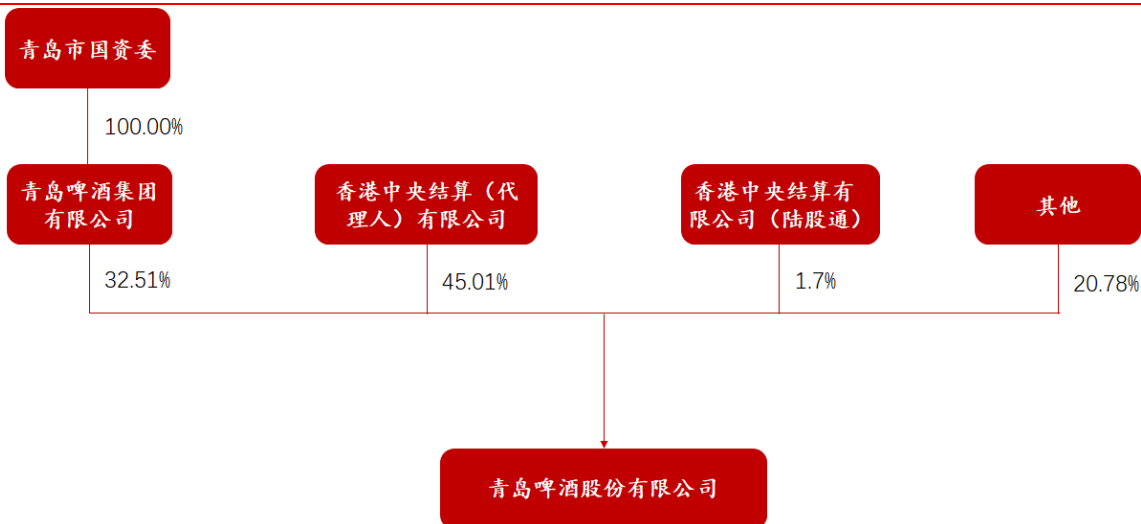 青岛市国资委
100.00%
青岛啤酒集团
有限公司
香港中央结算（代
理人）有限公司
香港中央结算有
限公司（陆股通）
其他
32.51%
45.01%
1.7%
20.78%
青岛啤酒股份有限公司